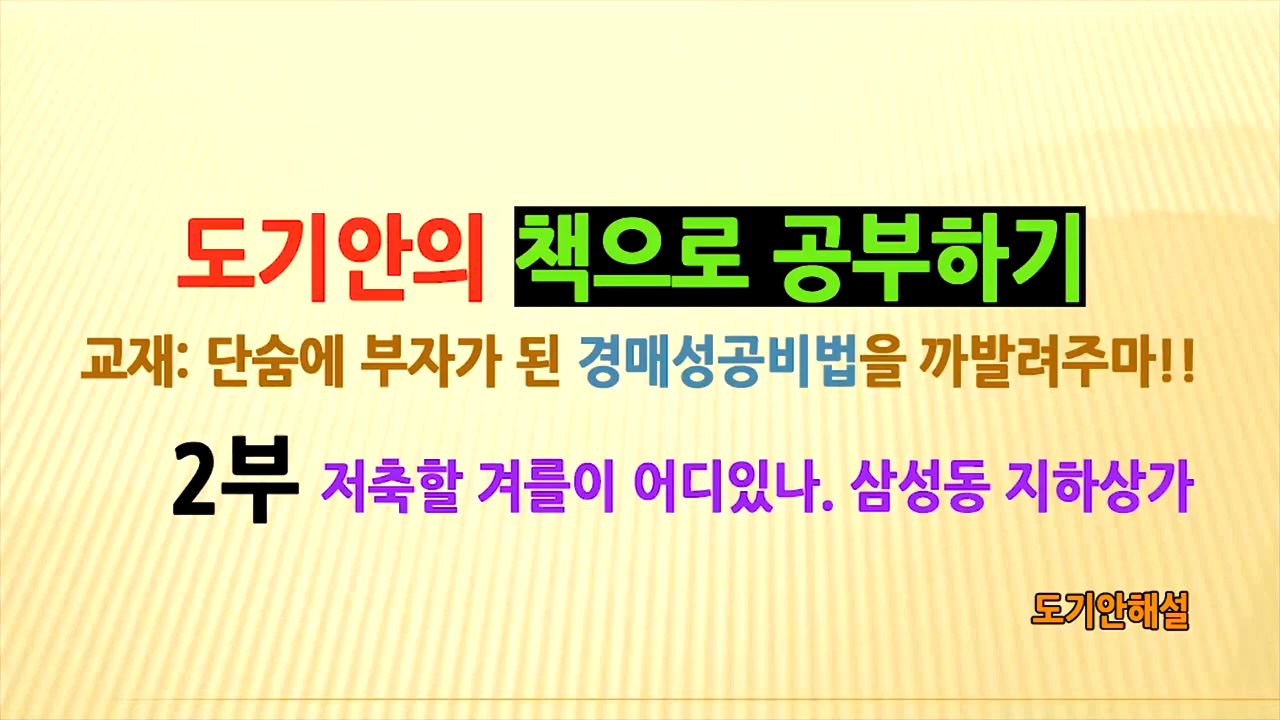 도기안의 책으로 공부하기
교재: 단숨에 부자가 된 경매성공비법을 까발려주마!!
2부 저축할 겨를이 어디있나. 삼성동 지하상가
도기안해설